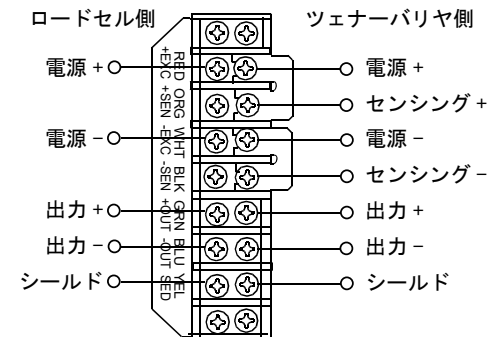 ロードセル側
ツェナーバリヤ側
電源 +
電源 -
出力 +
出力 -
シールド
RED ORG WHT BLK GRN BLU YEL
+EXC +SEN -EXC -SEN +OUT -OUT SED
電源 +
センシング +
電源 -
センシング -
出力 +
出力 -
シールド